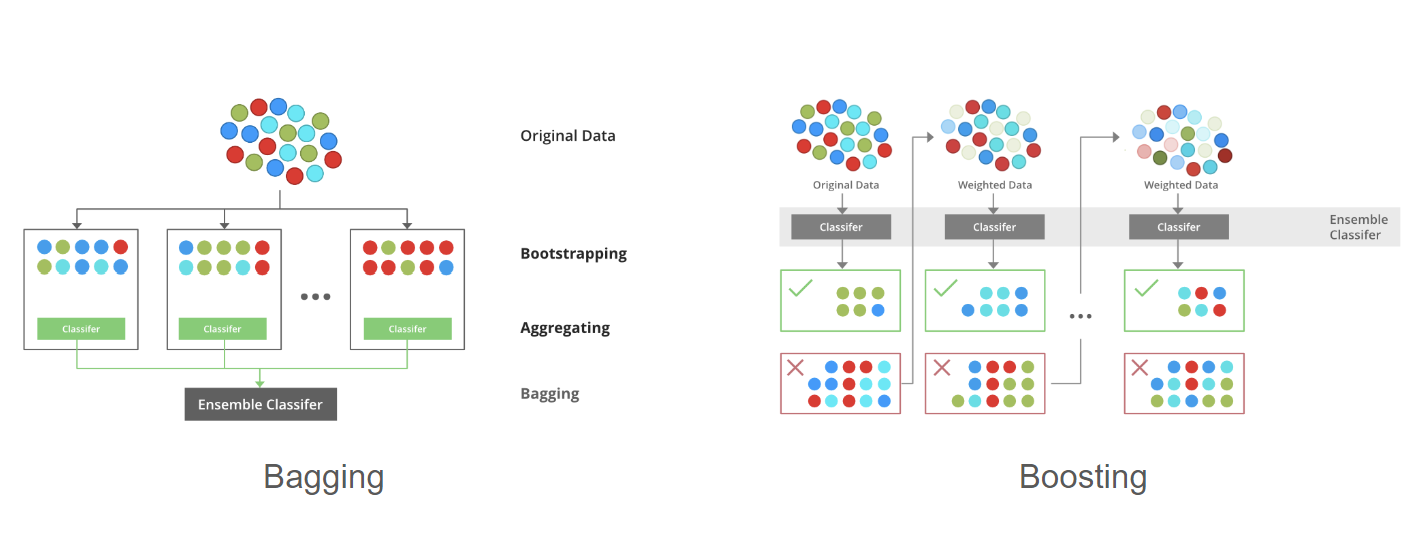 Original Data
Bootstrapping
Classifer
Classifer
Classifer
Aggregating
Ensemble Classifer
Bagging
Bagging
Original Data
Weighted Data
Weighted Data
Classifer
Classifer
Classifer
Ensemble
Classifer
Boosting